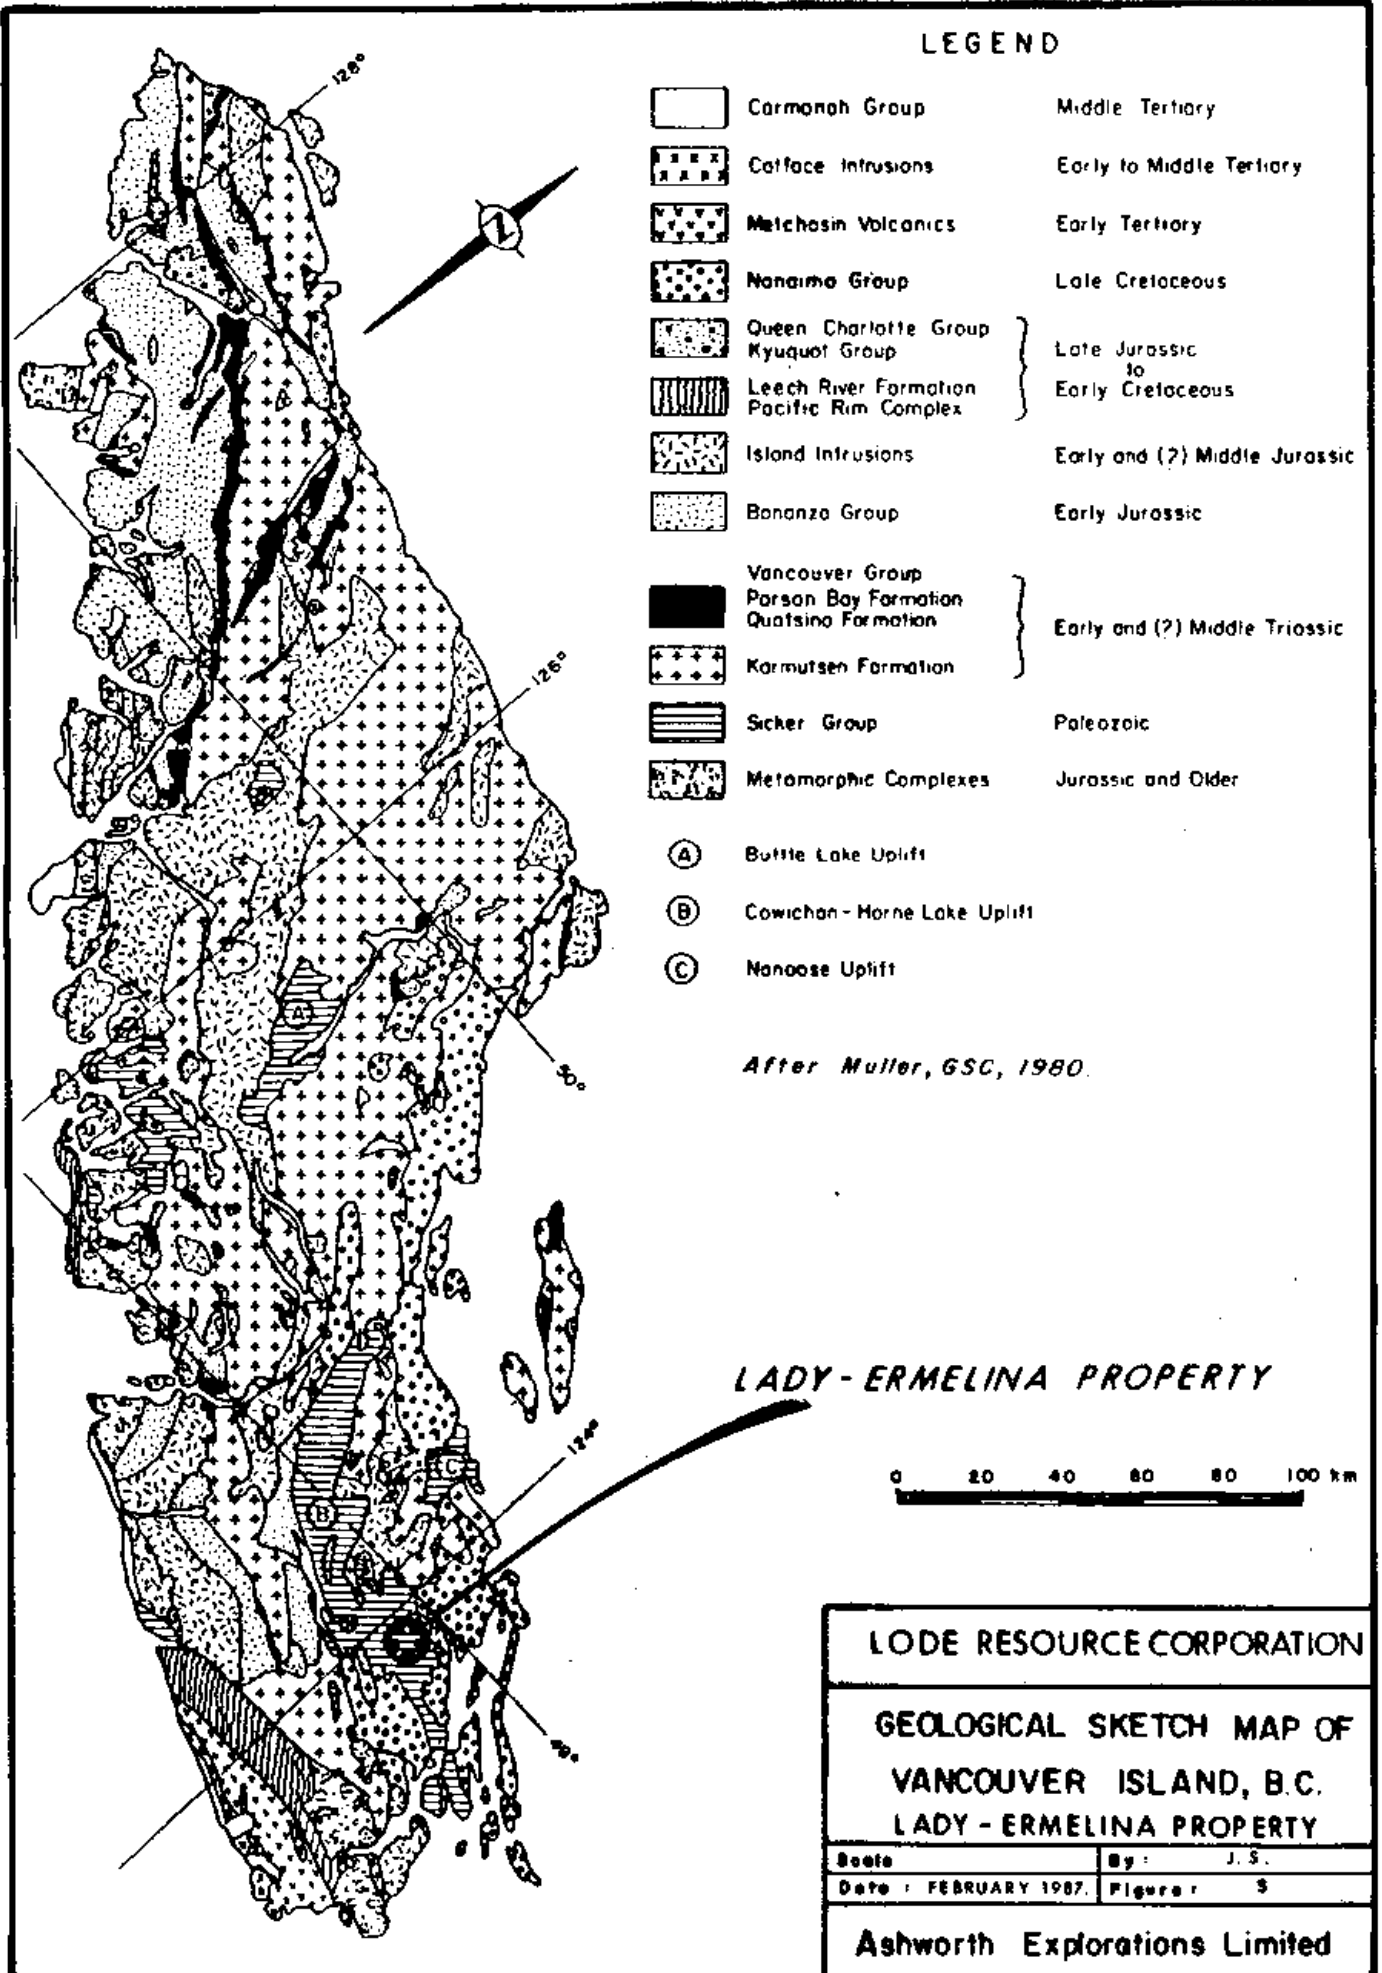 LEGEND
Carmanah Group Middle Tertiary
Catface Intrusions Early to Middle Tertiary
Metchosin Volcanics Early Tertiary
Nanaimo Group Late Cretaceous
Queen Charlotte Group
Kyuquot Group
Late Jurassic
to
Early Cretaceous
Leech River Formation
Pacific Rim Complex
Island Intrusions Early and (?) Middle Jurassic
Bonanza Group Early Jurassic
Vancouver Group
Parson Bay Formation
Quatsino Formation
Early and (?) Middle Triassic
Karmutsen Formation
Sicker Group Paleozoic
Metamorphic Complexes Jurassic and Older
A Buttle Lake Uplift
B Cowichan - Horne Lake Uplift
C Nanoose Uplift
After Muller, GSC, 1980.
128°
N
126°
50°
A
LADY - ERMELINA PROPERTY
124°
C
B
0 20 40 60 80 100 km
49°
LODE RESOURCE CORPORATION
GEOLOGICAL SKETCH MAP OF
VANCOUVER ISLAND, B.C.
LADY - ERMELINA PROPERTY
Scale By: J.S.
Date: FEBRUARY 1987. Figure: 3
Ashworth Explorations Limited